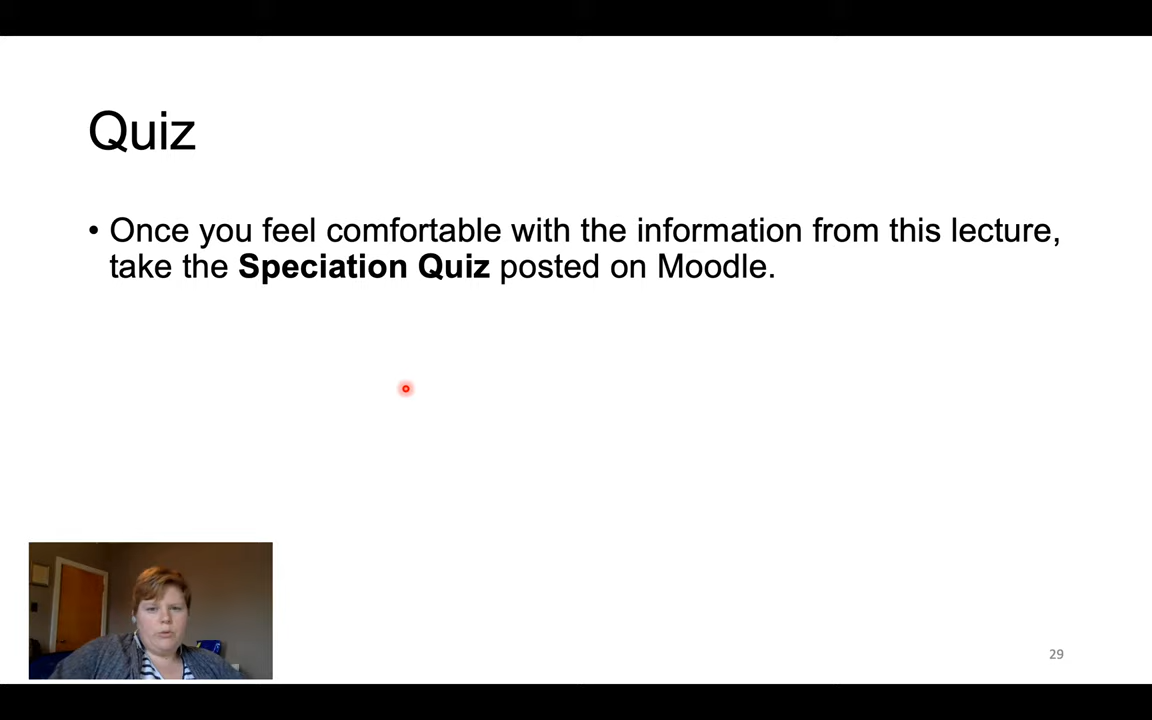 Quiz
• Once you feel comfortable with the information from this lecture,
take the Speciation Quiz posted on Moodle.
29